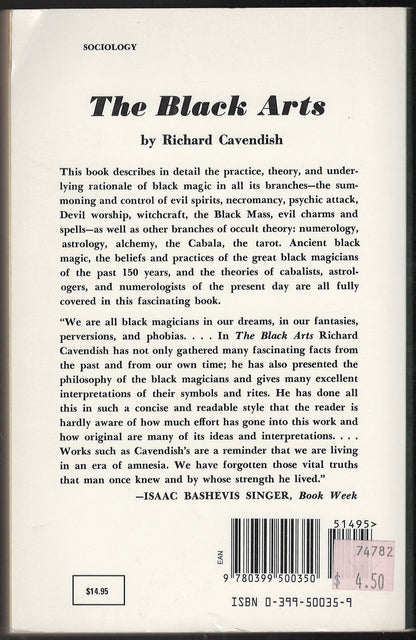 SOCIOLOGY
The Black Arts
by Richard Cavendish
This book describes in detail the practice, theory, and under-
lying rationale of black magic in all its branches—the sum-
moning and control of evil spirits, necromancy, psychic attack,
Devil worship, witchcraft, the Black Mass, evil charms and
spells—as well as other branches of occult theory: numerology,
astrology, alchemy, the Cabala, the tarot. Ancient black
magic, the beliefs and practices of the great black magicians
of the past 150 years, and the theories of cabalists, astrol-
ogers, and numerologists of the present day are all fully
covered in this fascinating book.
“We are all black magicians in our dreams, in our fantasies,
perversions, and phobias. . . . In The Black Arts Richard
Cavendish has not only gathered many fascinating facts from
the past and from our own time; he has also presented the
philosophy of the black magicians and gives many excellent
interpretations of their symbols and rites. He has done all
this in such a concise and readable style that the reader is
hardly aware of how much effort has gone into this work and
how original are many of its ideas and interpretations. . . .
Works such as Cavendish's are a reminder that we are living
in an era of amnesia. We have forgotten those vital truths
that man once knew and by whose strength he lived.”
—ISAAC BASHEVIS SINGER, Book Week
51495>
EAN
74782
$ 4.50
9 780399 500350
$14.95
ISBN 0-399-50035-9